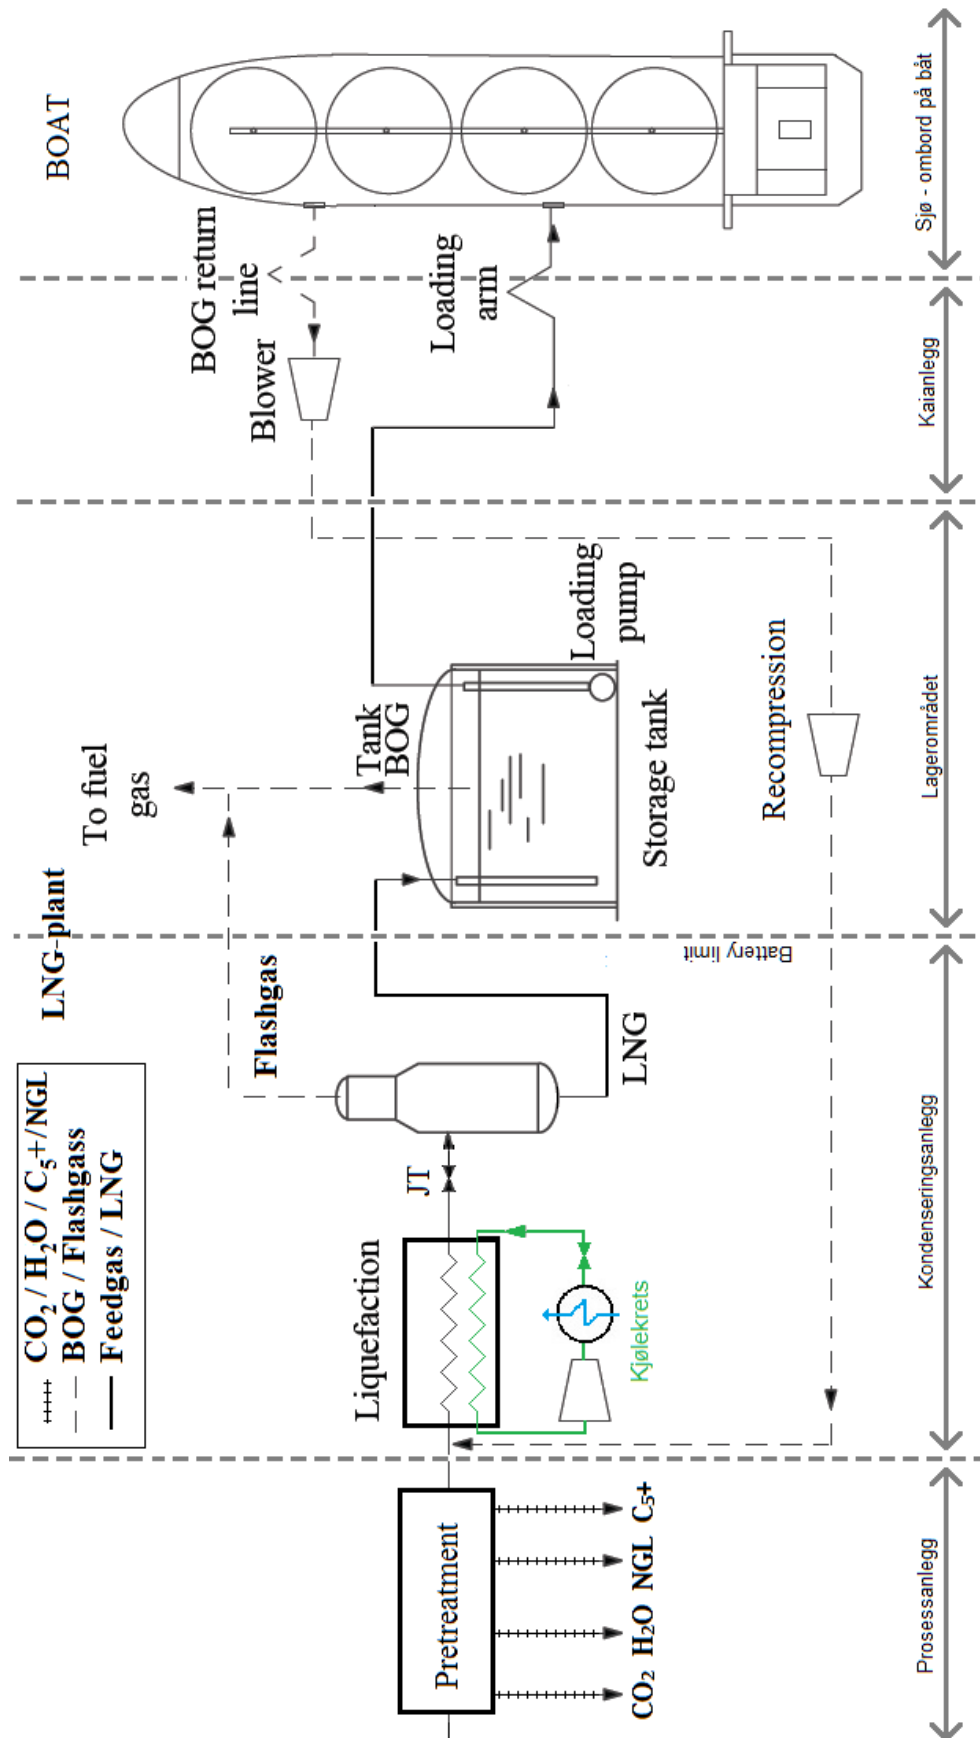 LNG-plant
CO₂ / H₂O / C₅+/NGL
BOG / Flashgass
Feedgas / LNG
Pretreatment
CO₂
H₂O
NGL
C₅+
Liquefaction
Kjølekrets
JT
Flashgas
LNG
Battery limit
To fuel
gas
Tank
BOG
Storage tank
Loading
pump
Recompression
Blower
BOG return
line
Loading
arm
BOAT
Prosessanlegg
Kondenseringsanlegg
Lagerområdet
Kaianlegg
Sjø - ombord på båt